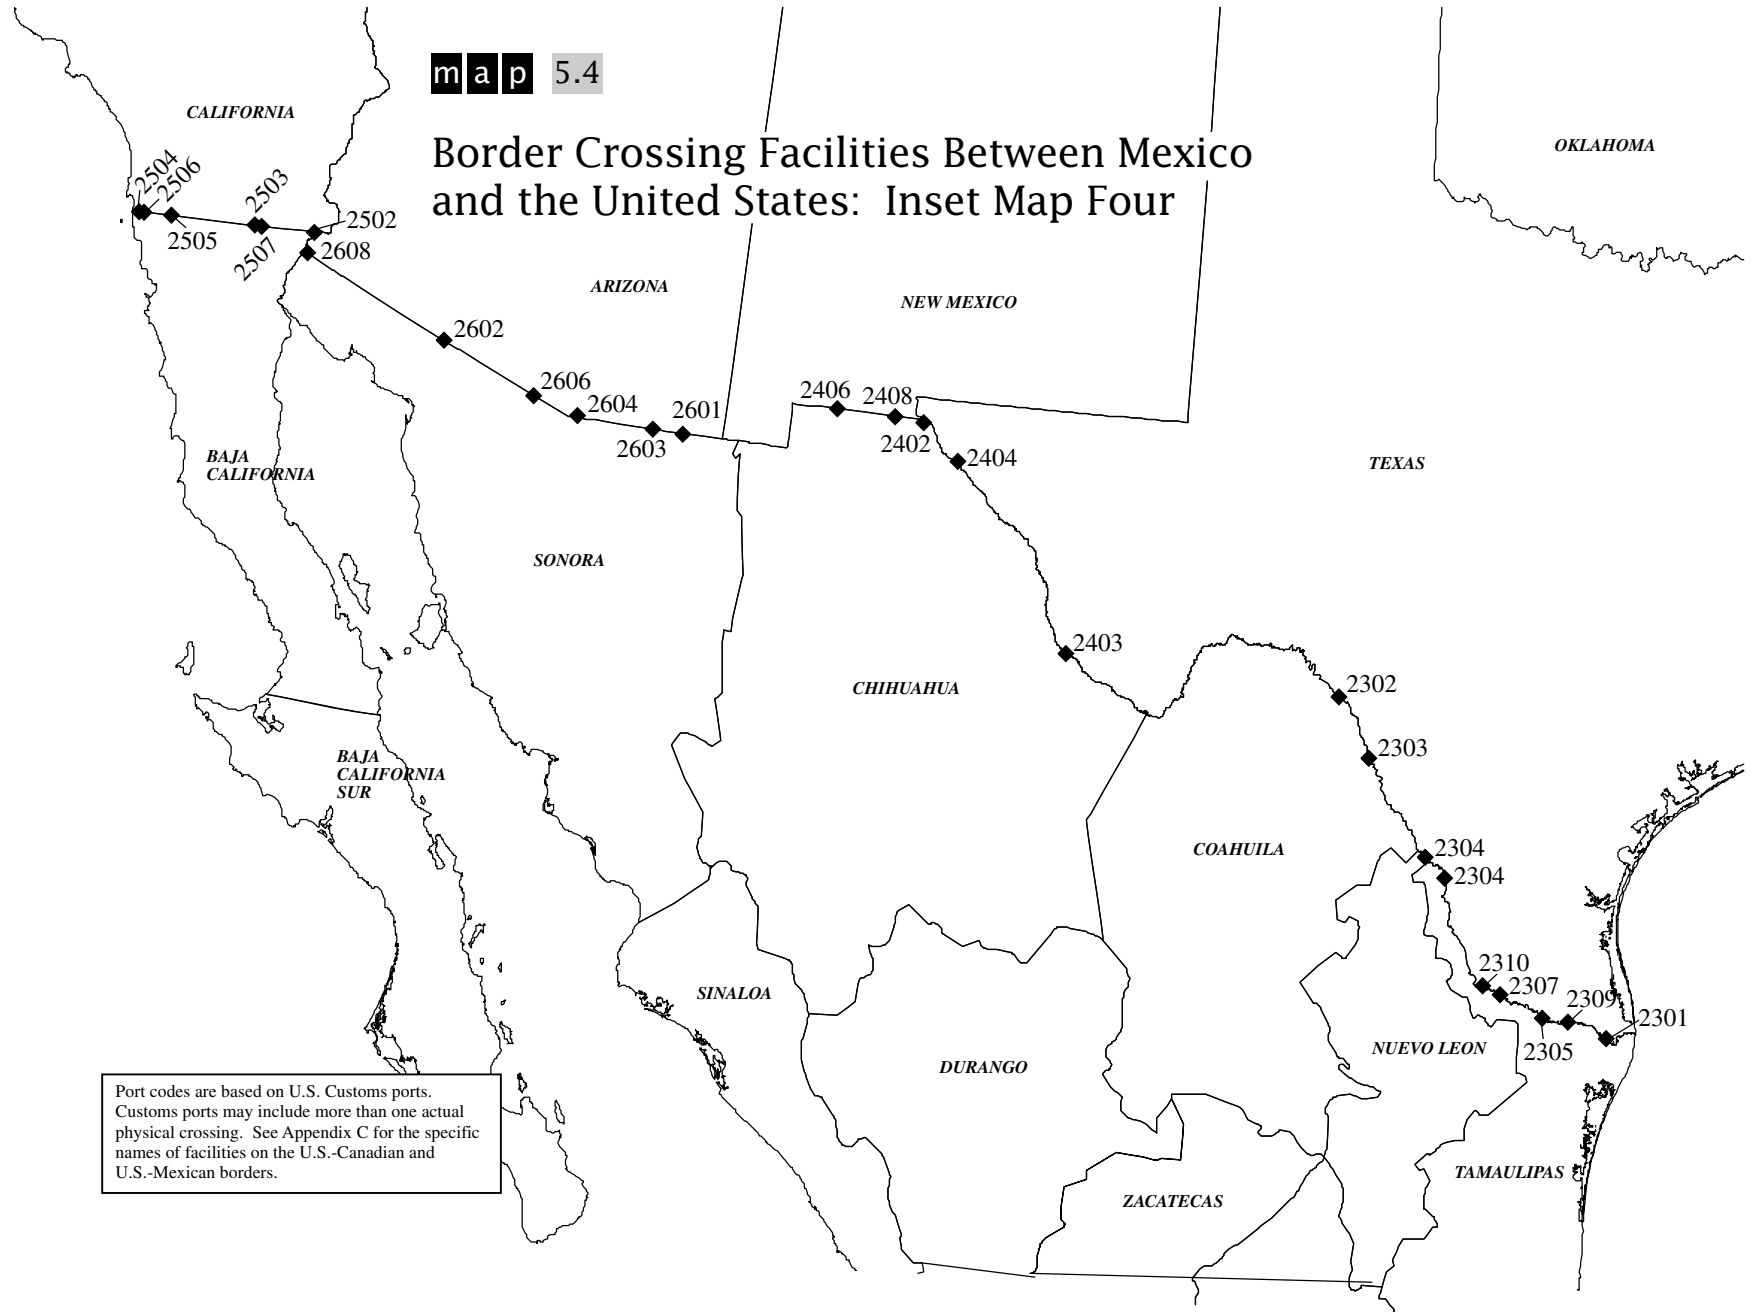 map 5.4
Border Crossing Facilities Between Mexico
and the United States: Inset Map Four
CALIFORNIA
OKLAHOMA
2504
2506
2503
2502
2505
2507
2608
ARIZONA
NEW MEXICO
2602
2606
2604
2601
2603
2406
2408
2402
2404
TEXAS
BAJA
CALIFORNIA
SONORA
2403
CHIHUAHUA
2302
2303
BAJA
CALIFORNIA
SUR
COAHUILA
2304
2304
2310
2307
2309
2301
2305
SINALOA
NUEVO LEON
DURANGO
Port codes are based on U.S. Customs ports.
Customs ports may include more than one actual
physical crossing. See Appendix C for the specific
names of facilities on the U.S.-Canadian and
U.S.-Mexican borders.
TAMAULIPAS
ZACATECAS